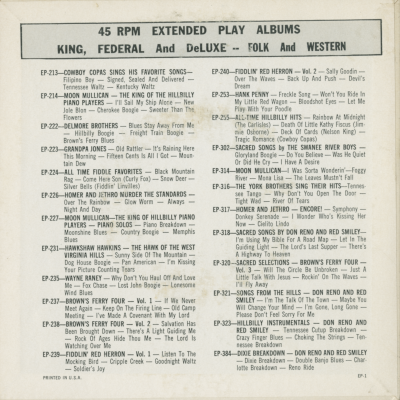 45 RPM EXTENDED PLAY ALBUMS
KING, FEDERAL And DeLUXE -- FOLK And WESTERN
EP-213—COWBOY COPAS SINGS HIS FAVORITE SONGS—
Filipino Boy - Signed, Sealed And Delivered -
Tennessee Waltz - Kentucky Waltz
EP-214—MOON MULLICAN — THE KING OF THE HILLBILLY
PIANO PLAYERS — I'll Sail My Ship Alone - New
Jole Blon - Cherokee Boogie - Sweeter Than The
Flowers
EP-222—DELMORE BROTHERS — Blues Stay Away From Me
- Hillbilly Boogie - Freight Train Boogie -
Brown's Ferry Blues
EP-223—GRANDPA JONES — Old Rattler - It's Raining Here
This Morning - Fifteen Cents Is All I Got - Moun-
tain Dew
EP-224—ALL TIME FIDDLE FAVORITES — Black Mountain
Rag - Come Here Son (Curly Fox) - Snow Deer -
Silver Bells (Fiddlin' Linvilles)
EP-226—HOMER AND JETHRO MURDER THE STANDARDS —
Over The Rainbow - Glow Worm - Always -
Night And Day
EP-227—MOON MULLICAN—THE KING OF HILLBILLY PIANO
PLAYERS - PIANO SOLOS — Piano Breakdown -
Moonshine Blues - Country Boogie - Memphis
Blues
EP-231—HAWKSHAW HAWKINS — THE HAWK OF THE WEST
VIRGINIA HILLS — Sunny Side Of The Mountain -
Dog House Boogie - Pan American - I'm Kissing
Your Picture Counting Tears
EP-235—WAYNE RANEY — Why Don't You Haul Off And Love
Me - Fox Chase - Lost John Boogie - Lonesome
Wind Blues
EP-237—BROWN'S FERRY FOUR — Vol. 1 — If We Never
Meet Again - Keep On The Firing Line - Old Camp
Meeting - I've Made A Covenant With My Lord
EP-238—BROWN'S FERRY FOUR — Vol. 2 — Salvation Has
Been Brought Down - There's A Light Guiding Me -
Rock Of Ages Hide Thou Me - The Lord Is
Watching Over Me
EP-239—FIDDLIN' RED HERRON — Vol. 1 — Listen To The
Mocking Bird - Cripple Creek - Goodnight Waltz
- Soldier's Joy
EP-240—FIDDLIN' RED HERRON — Vol. 2 — Sally Goodin -
Over The Waves - Back Up And Push - Devil's
Dream
EP-253—HANK PENNY — Freckle Song - Won't You Ride In
My Little Red Wagon - Bloodshot Eyes - Let Me
Play With Your Poodle
EP-255—ALL-TIME HILLBILLY HITS — Rainbow At Midnight
(The Carlisles) - Death Of Little Kathy Fiscus (Jim-
mie Osborne) - Deck Of Cards (Nelson King) -
Tragic Romance (Cowboy Copas)
EP-302—SACRED SONGS BY THE SWANEE RIVER BOYS —
Gloryland Boogie - Do You Believe - Was He Quiet
Or Did He Cry - I Have A Desire
EP-314—MOON MULLICAN — I Was Sorta Wonderin' - Foggy
River - Mona Lisa - The Leaves Mustn't Fall
EP-316—THE YORK BROTHERS SING THEIR HITS—Tennes-
see Tango - Why Don't You Open The Door -
Tight Wad - River Of Tears
EP-317—HOMER AND JETHRO — ENCORE! — Symphony -
Donkey Serenade - I Wonder Who's Kissing Her
Now - Delito Lindo
EP-318—SACRED SONGS BY DON RENO AND RED SMILEY—
I'm Using My Bible For A Road Map - Let In The
Guiding Light - The Lord's Last Supper - There's
A Highway To Heaven
EP-320—SACRED SELECTIONS — BROWN'S FERRY FOUR —
Vol. 3 — Will The Circle Be Unbroken - Just A
Little Talk With Jesus - Rockin' On The Waves -
I'll Fly Away
EP-321—SONGS FROM THE HILLS — DON RENO AND RED
SMILEY — I'm The Talk Of The Town - Maybe You
Will Change Your Mind - I'm Gone, Long Gone -
Please Don't Feel Sorry For Me
EP-323—HILLBILLY INSTRUMENTALS — DON RENO AND
RED SMILEY — Tennessee Cutup Breakdown -
Crazy Finger Blues - Choking The Strings - Ten-
nessee Breakdown
EP-384—DIXIE BREAKDOWN — DON RENO AND RED SMILEY
— Dixie Breakdown - Double Banjo Blues - Char-
lotte Breakdown - Reno Ride
PRINTED IN U.S.A.
EP-1